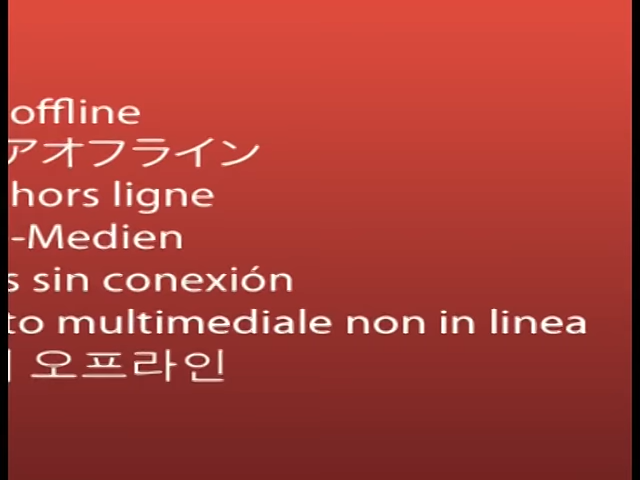 offline
アオフライン
hors ligne
-Medien
s sin conexión
to multimediale non in linea
오프라인